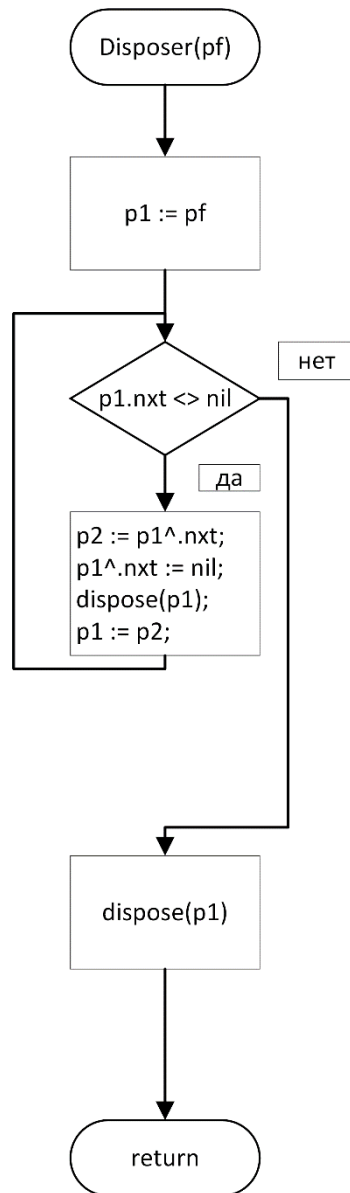 Disposer(pf)
p1 := pf
нет
p1.nxt <> nil
да
p2 := p1^.nxt;
p1^.nxt := nil;
dispose(p1);
p1 := p2;
dispose(p1)
return